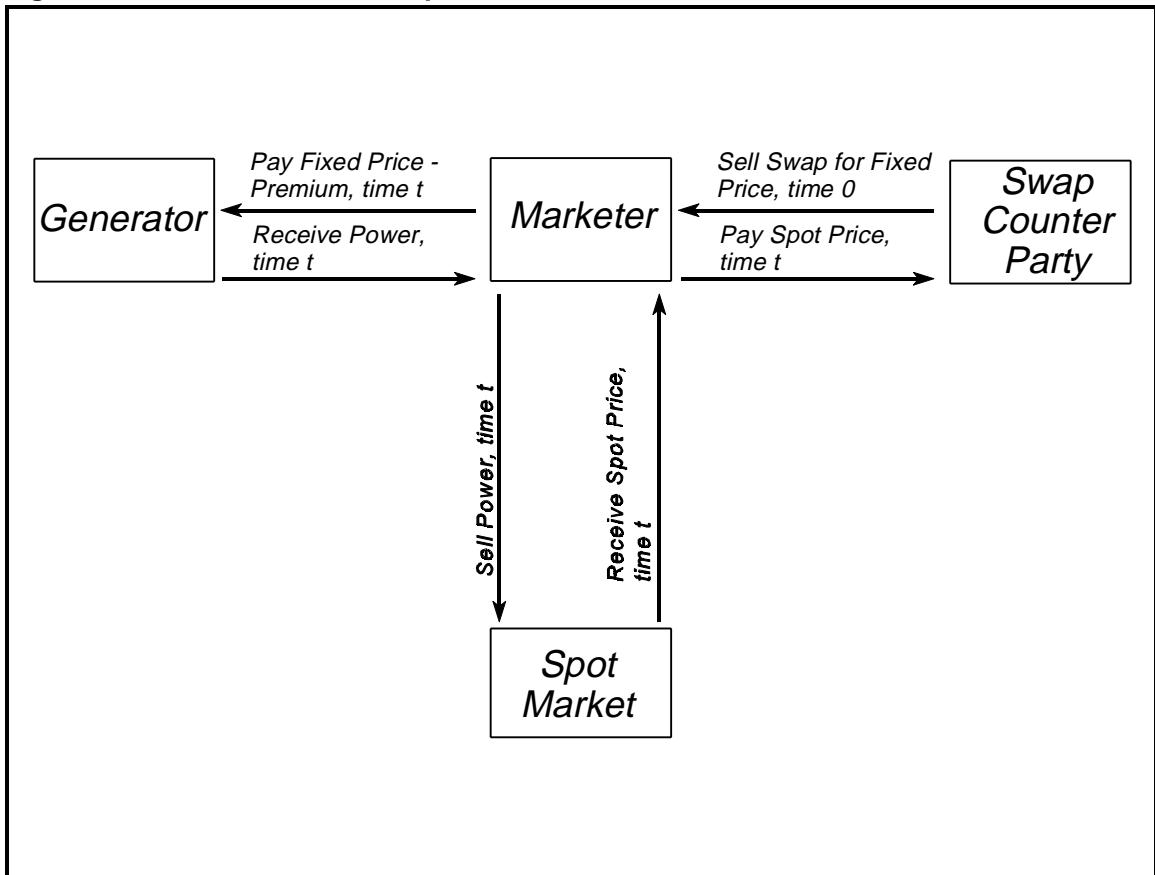 Pay Fixed Price -
Premium, time t
Sell Swap for Fixed
Price, time 0
Generator
Marketer
Swap
Counter
Party
Receive Power,
time t
Pay Spot Price,
time t
Sell Power, time t
Receive Spot Price,
time t
Spot
Market